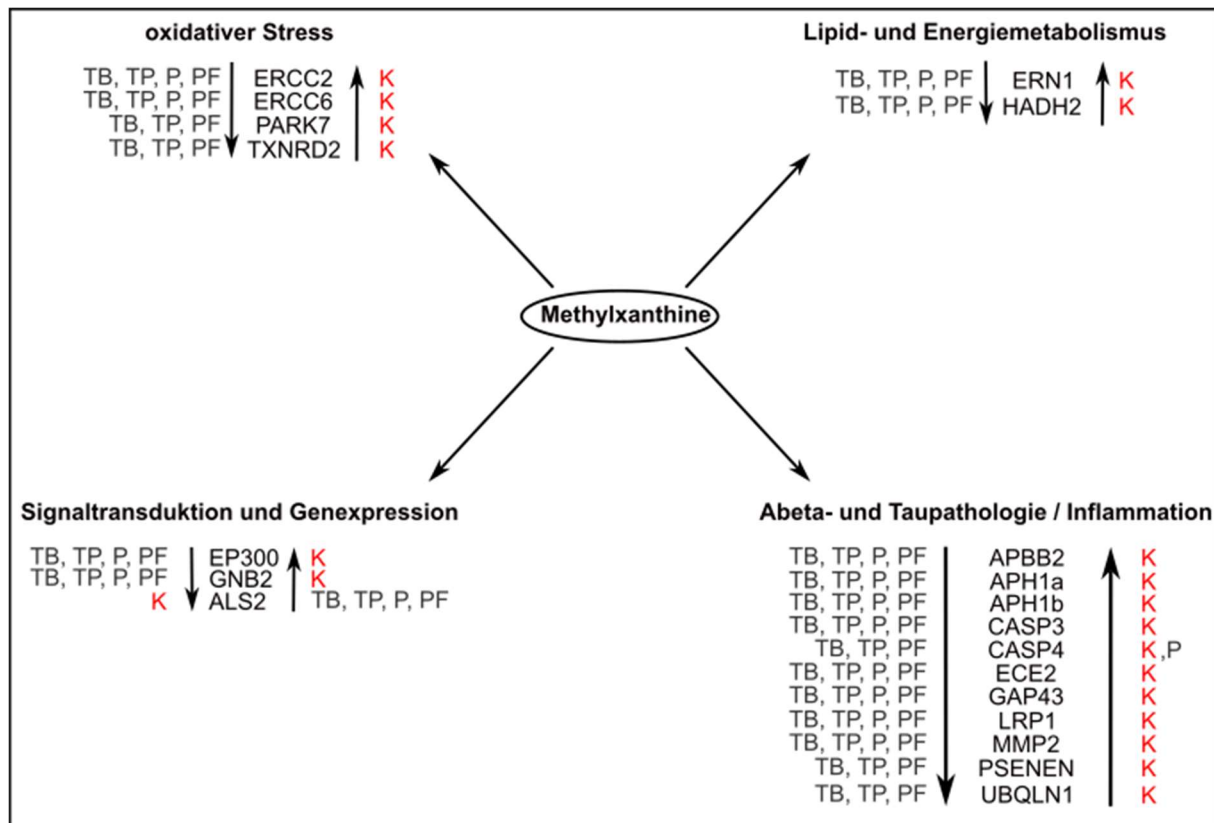 oxidativer Stress
TB, TP, P, PF ERCC2 K
TB, TP, P, PF ERCC6 K
TB, TP, PF PARK7 K
TB, TP, PF TXNRD2 K
Lipid- und Energiemetabolismus
TB, TP, P, PF ERN1 K
TB, TP, P, PF HADH2 K
Methylxanthine
Signaltransduktion und Genexpression
TB, TP, P, PF EP300 K
TB, TP, P, PF GNB2 K
K ALS2 TB, TP, P, PF
Abeta- und Taupathologie / Inflammation
TB, TP, P, PF APBB2 K
TB, TP, P, PF APH1a K
TB, TP, P, PF APH1b K
TB, TP, P, PF CASP3 K
TB, TP, PF CASP4 K ,P
TB, TP, P, PF ECE2 K
TB, TP, P, PF GAP43 K
TB, TP, P, PF LRP1 K
TB, TP, P, PF MMP2 K
TB, TP, PF PSENEN K
TB, TP, PF UBQLN1 K